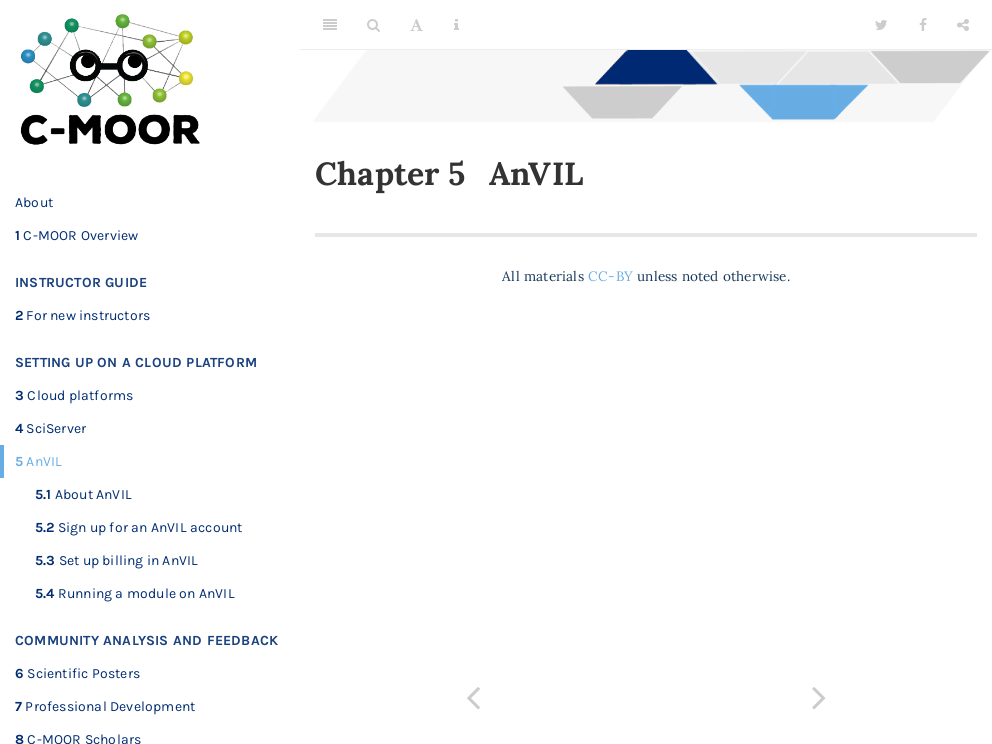 C-MOOR
About
1 C-MOOR Overview
INSTRUCTOR GUIDE
2 For new instructors
SETTING UP ON A CLOUD PLATFORM
3 Cloud platforms
4 SciServer
5 AnVIL
5.1 About AnVIL
5.2 Sign up for an AnVIL account
5.3 Set up billing in AnVIL
5.4 Running a module on AnVIL
COMMUNITY ANALYSIS AND FEEDBACK
6 Scientific Posters
7 Professional Development
8 C-MOOR Scholars
A
Chapter 5 AnVIL
All materials CC-BY unless noted otherwise.